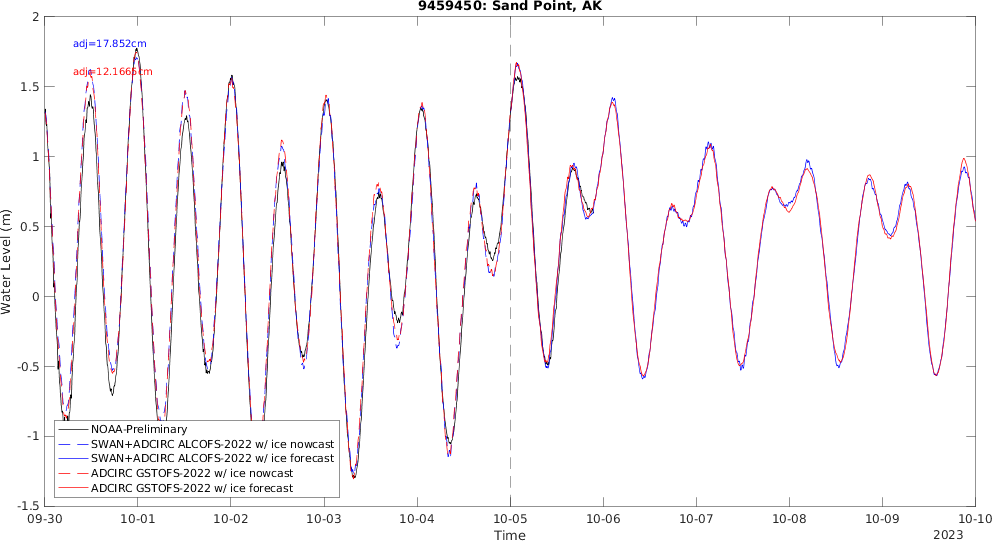 9459450: Sand Point, AK
adj=17.852cm
adj=12.1665cm
Water Level (m)
2
1.5
1
0.5
0
-0.5
-1
-1.5
NOAA-Preliminary
SWAN+ADCIRC ALCOFS-2022 w/ ice nowcast
SWAN+ADCIRC ALCOFS-2022 w/ ice forecast
ADCIRC GSTOFS-2022 w/ ice nowcast
ADCIRC GSTOFS-2022 w/ ice forecast
09-30 10-01 10-02 10-03 10-04 10-05 10-06 10-07 10-08 10-09 10-10
Time
2023